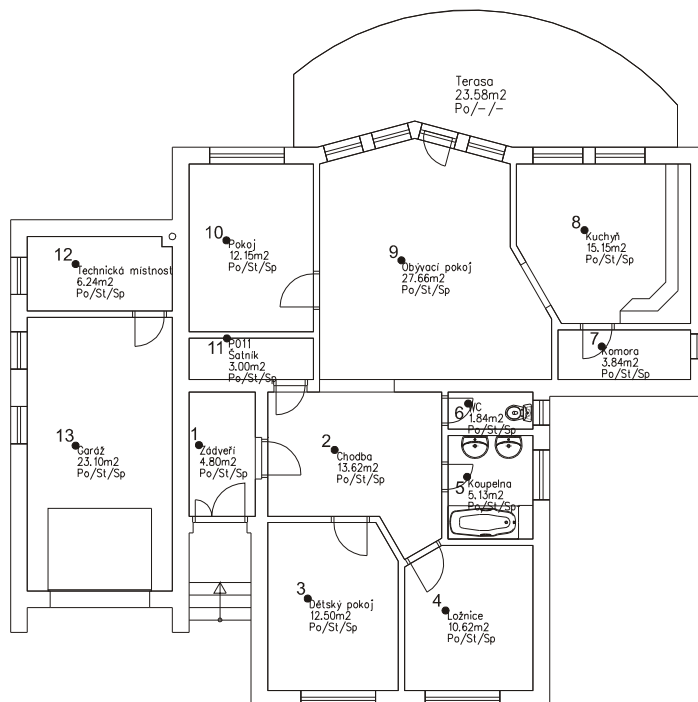 Terasa
23.58m2
Po/-/-
10
Pokoj
12.15m2
Po/St/Sp
9
Obývací pokoj
27.66m2
Po/St/Sp
8
Kuchyň
15.15m2
Po/St/Sp
12
Technická místnost
6.24m2
Po/St/Sp
11
P011
Šatník
3.00m2
Po/St/Sp
7
Komora
3.84m2
Po/St/Sp
13
Garáž
23.10m2
Po/St/Sp
1
Zádveří
4.80m2
Po/St/Sp
2
Chodba
13.62m2
Po/St/Sp
6
WC
1.84m2
Po/St/Sp
5
Koupelna
5.13m2
Po/St/Sp
3
Dětský pokoj
12.50m2
Po/St/Sp
4
Ložnice
10.62m2
Po/St/Sp